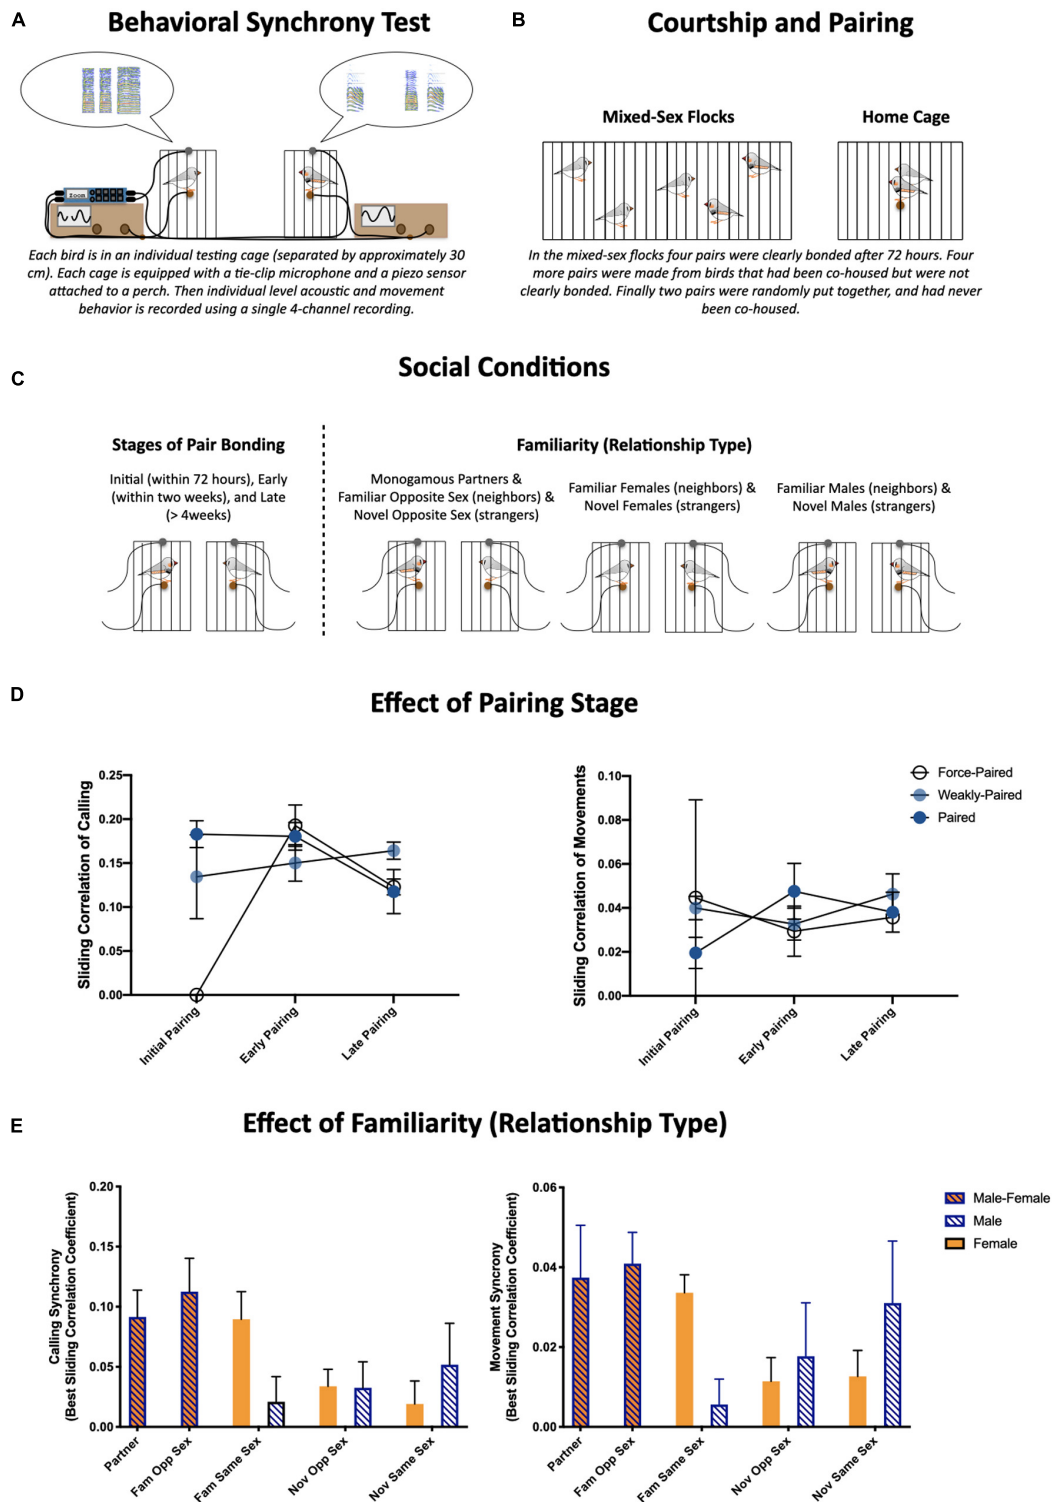 A
Behavioral Synchrony Test
Zoom
Each bird is in an individual testing cage (separated by approximately 30
cm). Each cage is equipped with a tie-clip microphone and a piezo sensor
attached to a perch. Then individual level acoustic and movement
behavior is recorded using a single 4-channel recording.
B
Courtship and Pairing
Mixed-Sex Flocks
Home Cage
In the mixed-sex flocks four pairs were clearly bonded after 72 hours. Four
more pairs were made from birds that had been co-housed but were not
clearly bonded. Finally two pairs were randomly put together, and had never
been co-housed.
C
Social Conditions
Stages of Pair Bonding
Initial (within 72 hours), Early
(within two weeks), and Late
(> 4weeks)
Familiarity (Relationship Type)
Monogamous Partners &
Familiar Opposite Sex (neighbors) &
Novel Opposite Sex (strangers)
Familiar Females (neighbors) &
Novel Females (strangers)
Familiar Males (neighbors) &
Novel Males (strangers)
D
Effect of Pairing Stage
Sliding Correlation of Calling
0.25
0.20
0.15
0.10
0.05
0.00
Initial Pairing
Early Pairing
Late Pairing
Sliding Correlation of Movements
0.10
0.08
0.06
0.04
0.02
0.00
Initial Pairing
Early Pairing
Late Pairing
Force-Paired
Weakly-Paired
Paired
E
Effect of Familiarity (Relationship Type)
Calling Synchrony
(Best Sliding Correlation Coefficient)
0.20
0.15
0.10
0.05
0.00
Partner
Fam Opp Sex
Fam Same Sex
Nov Opp Sex
Nov Same Sex
Movement Syncrony
(Best Sliding Correlation Coefficient)
0.06
0.04
0.02
0.00
Partner
Fam Opp Sex
Fam Same Sex
Nov Opp Sex
Nov Same Sex
Male-Female
Male
Female